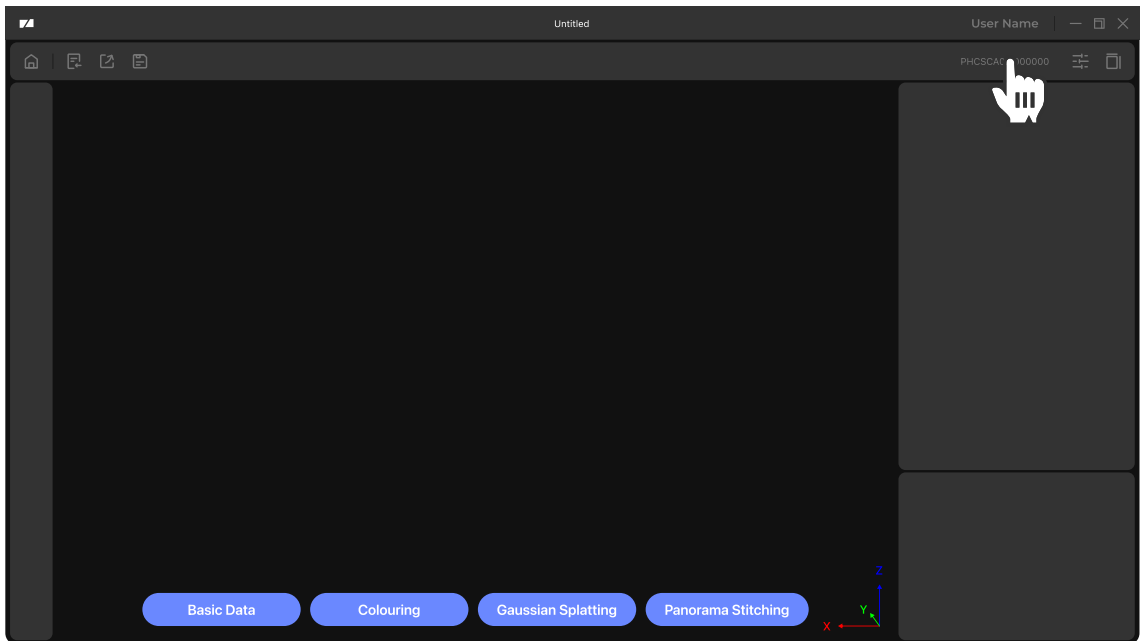 Untitled
User Name
Basic Data
Colouring
Gaussian Splatting
Panorama Stitching
Z
Y
X